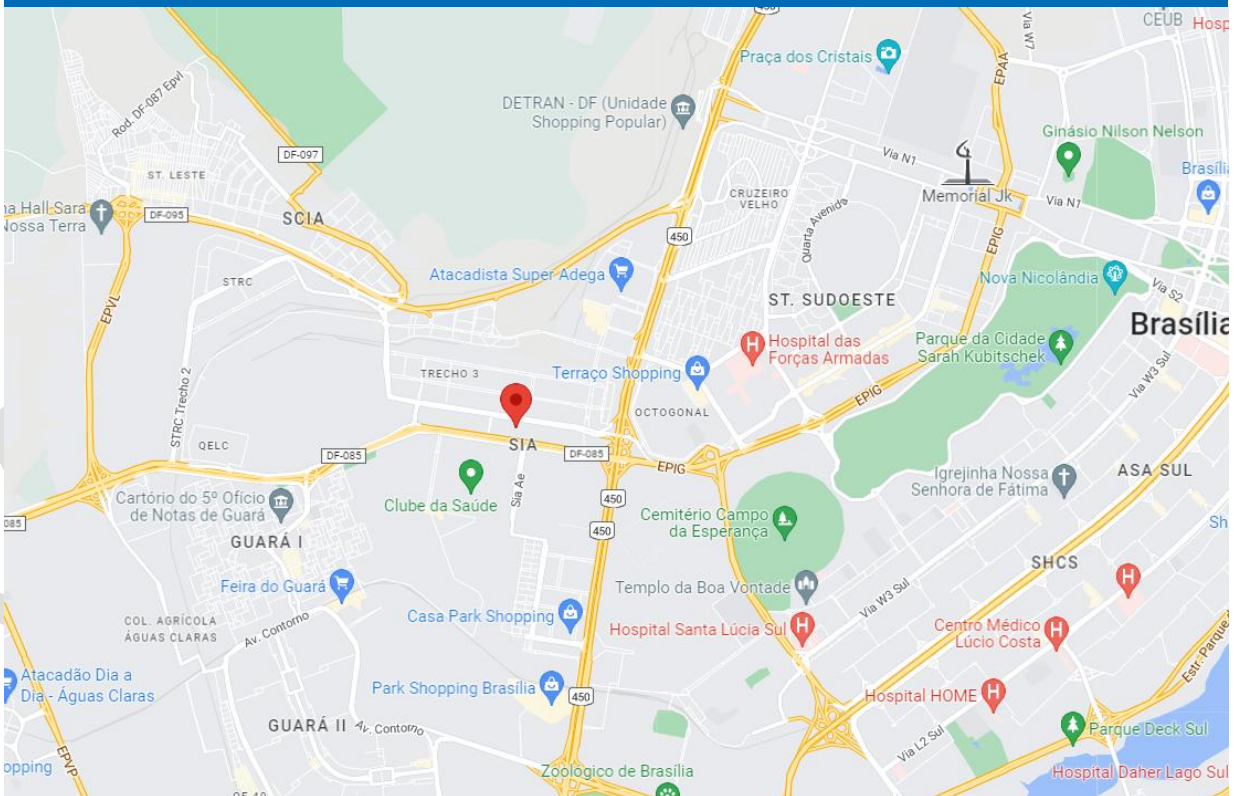 450
CEUB
Hosp
Via W7
EPAA
Praça dos Cristais
Rod. DF-087 Epvl
DETRAN - DF (Unidade
Shopping Popular)
Ginásio Nilson Nelson
DF-097
Via N1
ST. LESTE
Brasíli
CRUZEIRO
VELHO
Memorial Jk
Via N1
na Hall Sara
Nossa Terra
DF-095
SCIA
Quarta Avenida
450
EPIG
Atacadista Super Adega
Nova Nicolândia
STRC
Via S2
ST. SUDOESTE
EPVL
Brasília
Hospital das
Forças Armadas
Parque da Cidade
Sarah Kubitschek
TRECHO 3
Terraço Shopping
Via W3 Sul
EPIG
STRC Trecho 2
OCTOGONAL
QELC
SIA
DF-085
DF-085
EPIG
ASA SUL
Igrejinha Nossa
Senhora de Fátima
Cartório do 5º Ofício
de Notas de Guará
Clube da Saúde
Sia Ae
450
085
Cemitério Campo
da Esperança
Sh
450
GUARÁ I
SHCS
Feira do Guará
Templo da Boa Vontade
Via W3 Sul
Casa Park Shopping
COL. AGRÍCOLA
ÁGUAS CLARAS
Av. Contorno
Hospital Santa Lúcia Sul
Centro Médico
Lúcio Costa
Estr. Parque
Atacadão Dia a
Dia - Águas Claras
Park Shopping Brasília
450
Hospital HOME
GUARÁ II
Av. Contorno
Parque Deck Sul
Via L2 Sul
EPVP
opping
Zoológico de Brasília
Hospital Daher Lago Sul